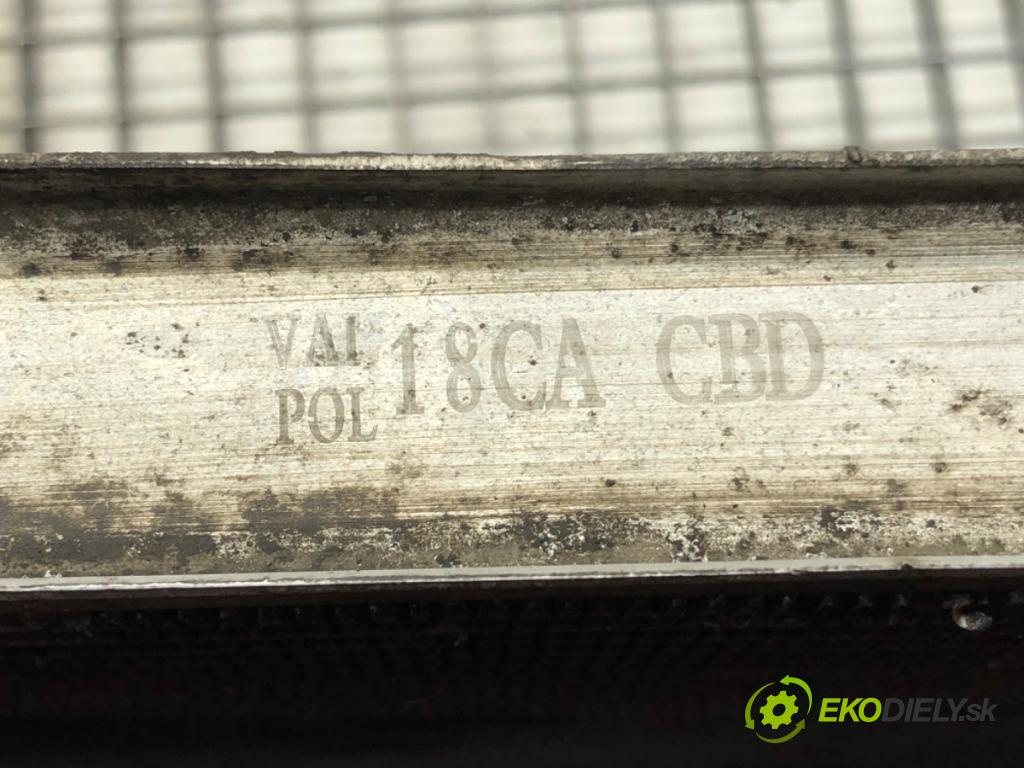 VAL
POL 18CA CBD
EKODIELY.sk